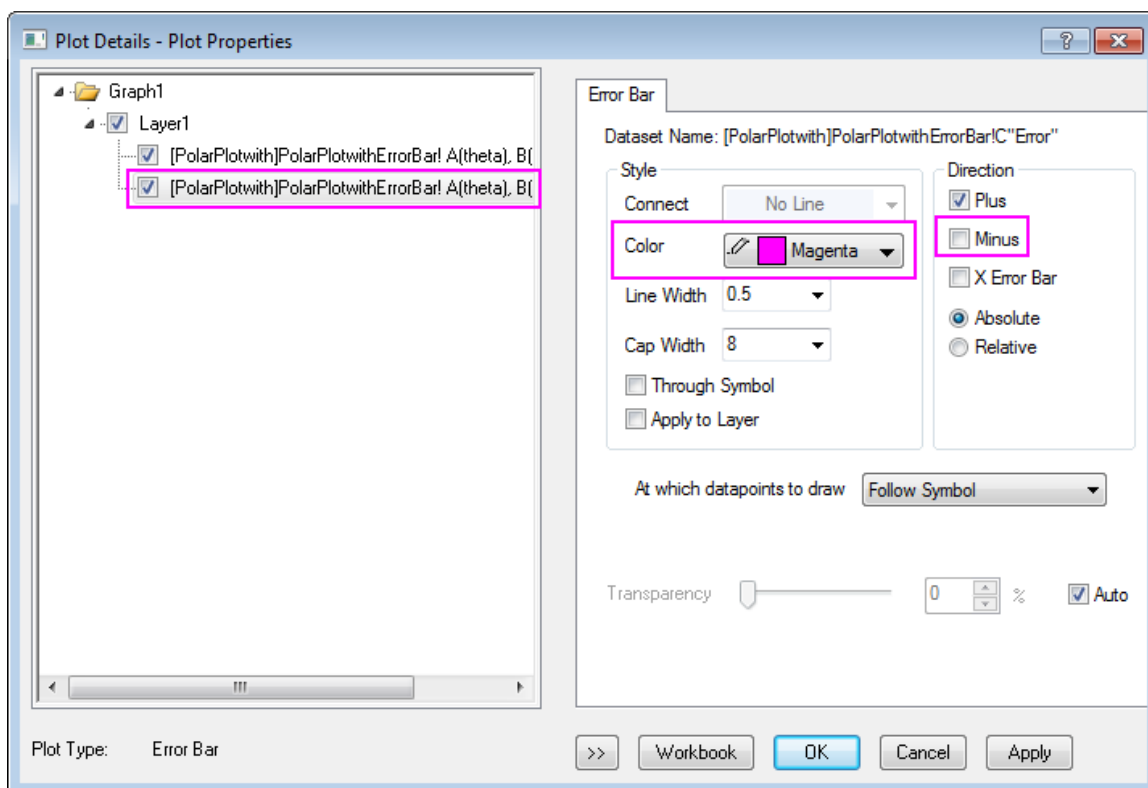 Plot Details - Plot Properties
Graph1
Layer1
[PolarPlotwith]PolarPlotwithErrorBar! A(theta), B(
[PolarPlotwith]PolarPlotwithErrorBar! A(theta), B(
Error Bar
Dataset Name: [PolarPlotwith]PolarPlotwithErrorBar!C"Error"
Style
Connect No Line
Color Magenta
Line Width 0.5
Cap Width 8
Through Symbol
Apply to Layer
Direction
Plus
Minus
X Error Bar
Absolute
Relative
At which datapoints to draw Follow Symbol
Transparency 0 % Auto
Plot Type: Error Bar
>> Workbook OK Cancel Apply